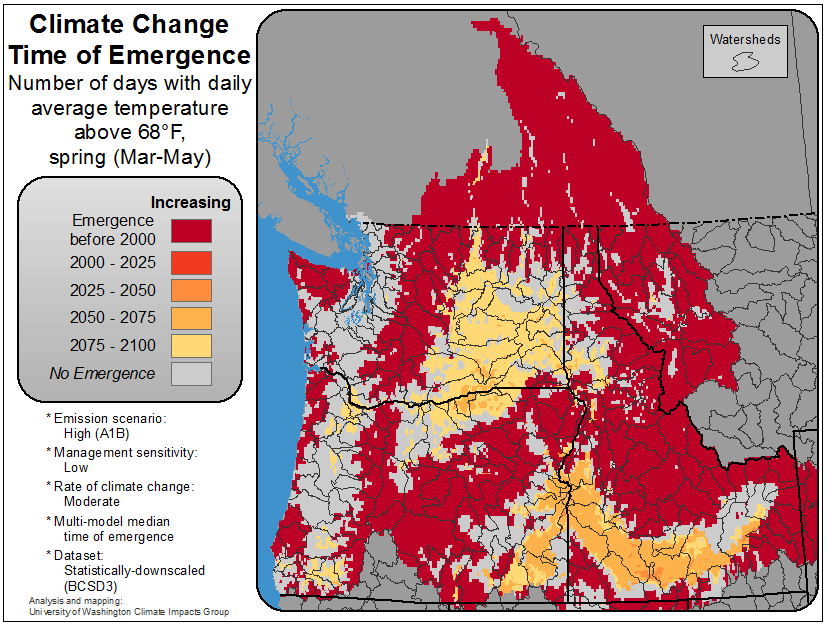 Climate Change
Time of Emergence
Number of days with daily
average temperature
above 68°F,
spring (Mar-May)
Increasing
Emergence
before 2000
2000 - 2025
2025 - 2050
2050 - 2075
2075 - 2100
No Emergence
* Emission scenario:
High (A1B)
* Management sensitivity:
Low
* Rate of climate change:
Moderate
* Multi-model median
time of emergence
* Dataset:
Statistically-downscaled
(BCSD3)
Analysis and mapping:
University of Washington Climate Impacts Group
Watersheds